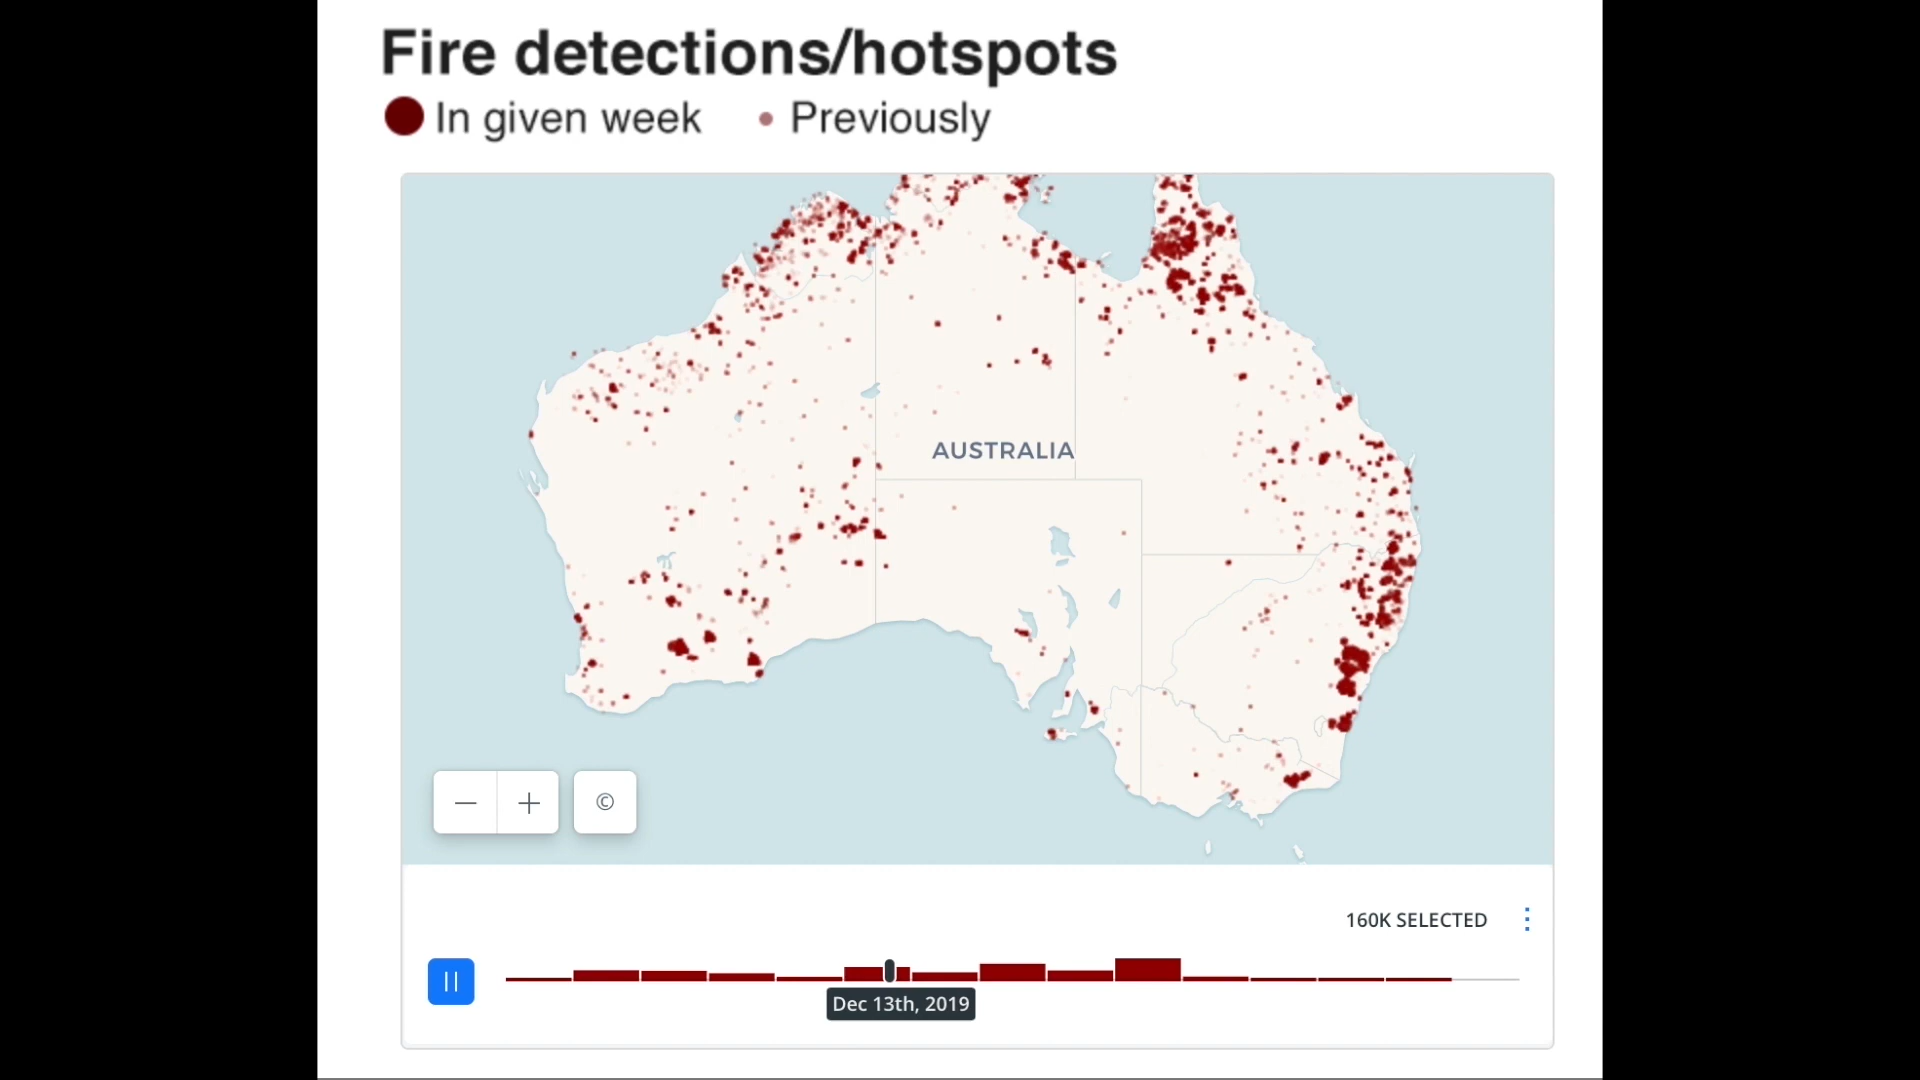 Fire detections/hotspots
In given week Previously
AUSTRALIA
©
160K SELECTED
Dec 13th, 2019